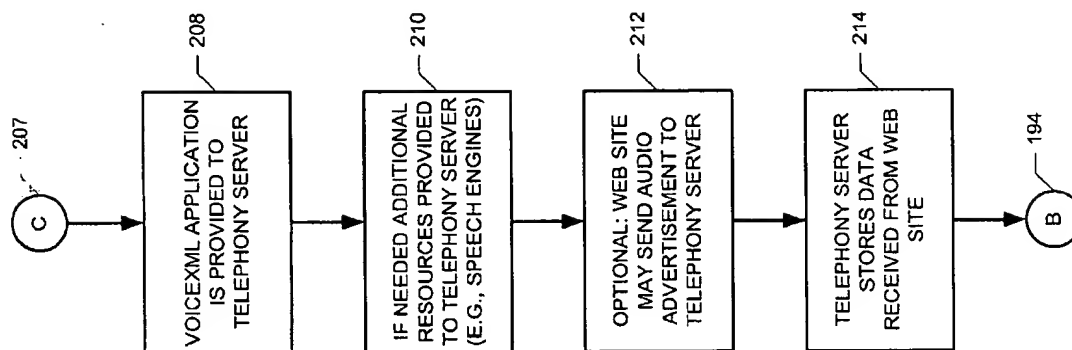 C
207
VOICEXML APPLICATION
IS PROVIDED TO
TELEPHONY SERVER
208
IF NEEDED ADDITIONAL
RESOURCES PROVIDED
TO TELEPHONY SERVER
(E.G., SPEECH ENGINES)
210
OPTIONAL: WEB SITE
MAY SEND AUDIO
ADVERTISEMENT TO
TELEPHONY SERVER
212
TELEPHONY SERVER
STORES DATA
RECEIVED FROM WEB
SITE
214
B
194